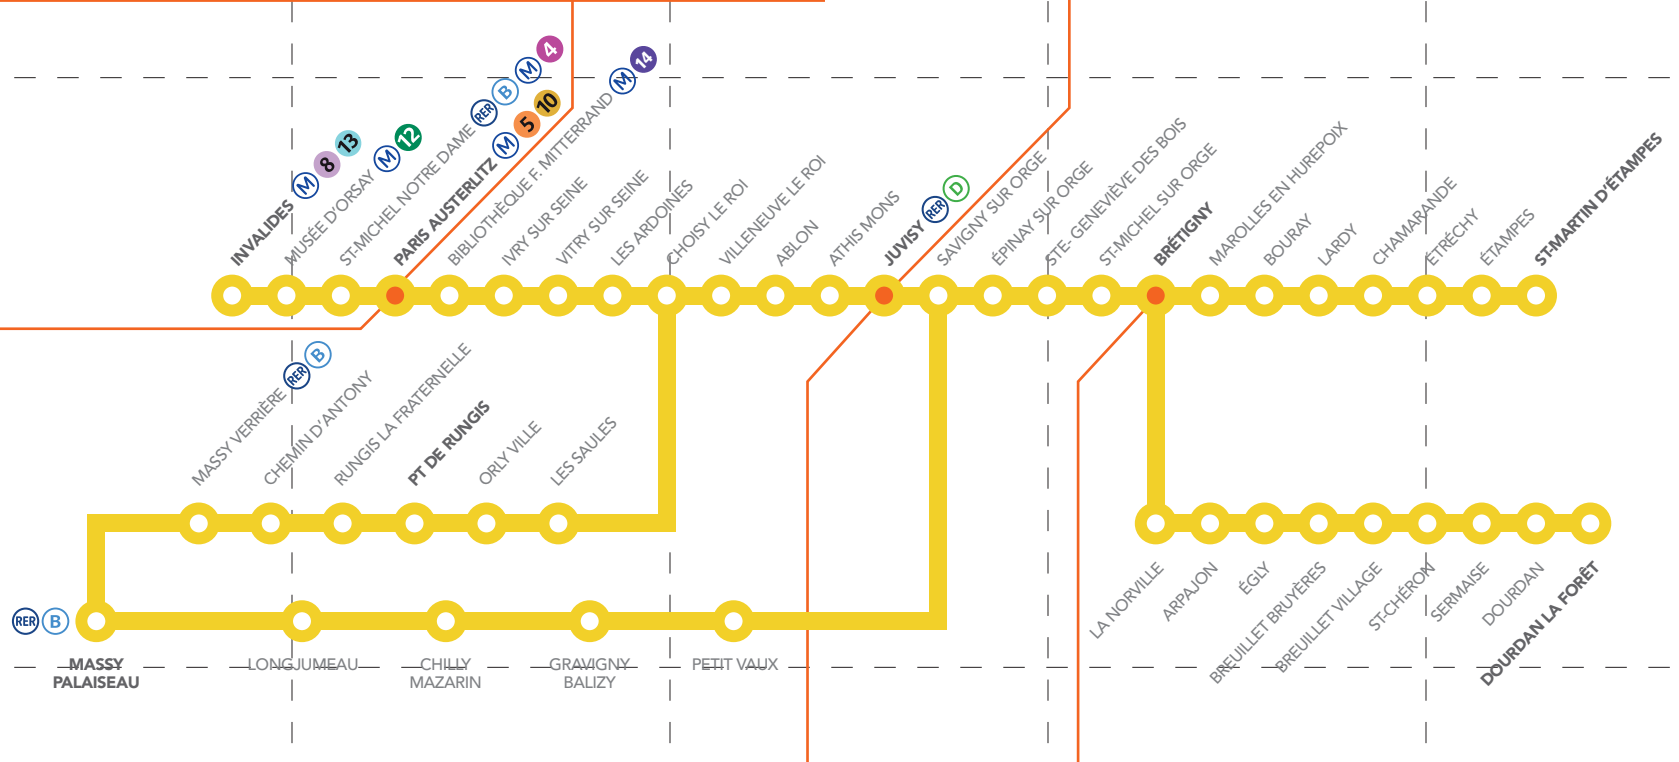 INVALIDES M 8 13
MUSÉE D'ORSAY M 12
ST-MICHEL NOTRE DAME RER B M 4
PARIS AUSTERLITZ M 5 10
BIBLIOTHÈQUE F. MITTERRAND M 14
IVRY SUR SEINE
VITRY SUR SEINE
LES ARDOINES
CHOISY LE ROI
VILLENEUVE LE ROI
ABLON
ATHIS MONS
JUVISY RER D
SAVIGNY SUR ORGE
ÉPINAY SUR ORGE
STE- GENEVIÈVE DES BOIS
ST-MICHEL SUR ORGE
BRÉTIGNY
MAROLLES EN HUREPOIX
BOURAY
LARDY
CHAMARANDE
ÉTRÉCHY
ÉTAMPES
ST-MARTIN D'ÉTAMPES
MASSY VERRIÈRE RER B
CHEMIN D'ANTONY
RUNGIS LA FRATERNELLE
PT DE RUNGIS
ORLY VILLE
LES SAULES
LA NORVILLE
ARPAJON
ÉGLY
BREUILLET BRUYÈRES
BREUILLET VILLAGE
ST-CHÉRON
SERMAISE
DOURDAN
DOURDAN LA FORÊT
RER B
MASSY
PALAISEAU
LONGJUMEAU
CHILLY
MAZARIN
GRAVIGNY
BALIZY
PETIT VAUX